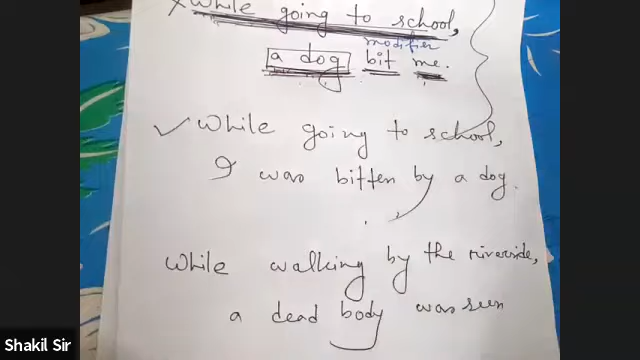 × While going to school,
modifier
a dog bit me.
✓ While going to school,
I was bitten by a dog.
While walking by the riverside,
a dead body was seen
Shakil Sir